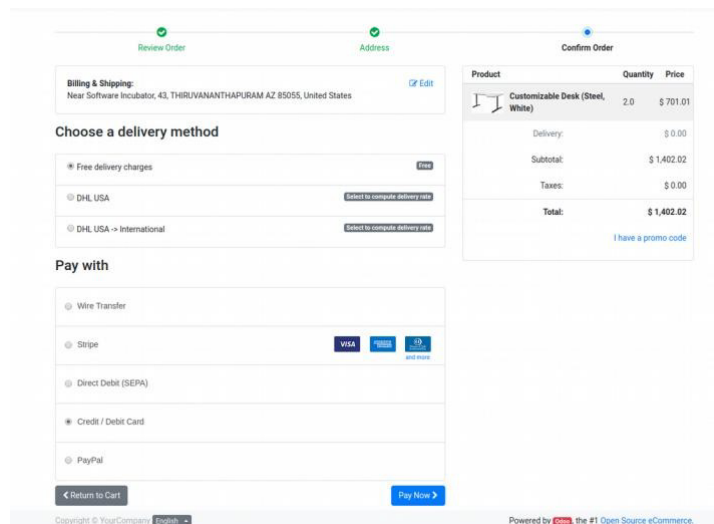 Review Order
Address
Confirm Order
Billing & Shipping:
Edit
Near Software Incubator, 43, THIRUVANANTHAPURAM AZ 85055, United States
Choose a delivery method
Free delivery charges
Free
DHL USA
Select to compute delivery rate
DHL USA -> International
Select to compute delivery rate
Pay with
Wire Transfer
Stripe
VISA
and more
Direct Debit (SEPA)
Credit / Debit Card
PayPal
Return to Cart
Pay Now
Product Quantity Price
Customizable Desk (Steel,
White)
2.0 $ 701.01
Delivery: $ 0.00
Subtotal: $ 1,402.02
Taxes: $ 0.00
Total: $ 1,402.02
I have a promo code
Copyright © YourCompany English
Powered by Odoo, the #1 Open Source eCommerce.